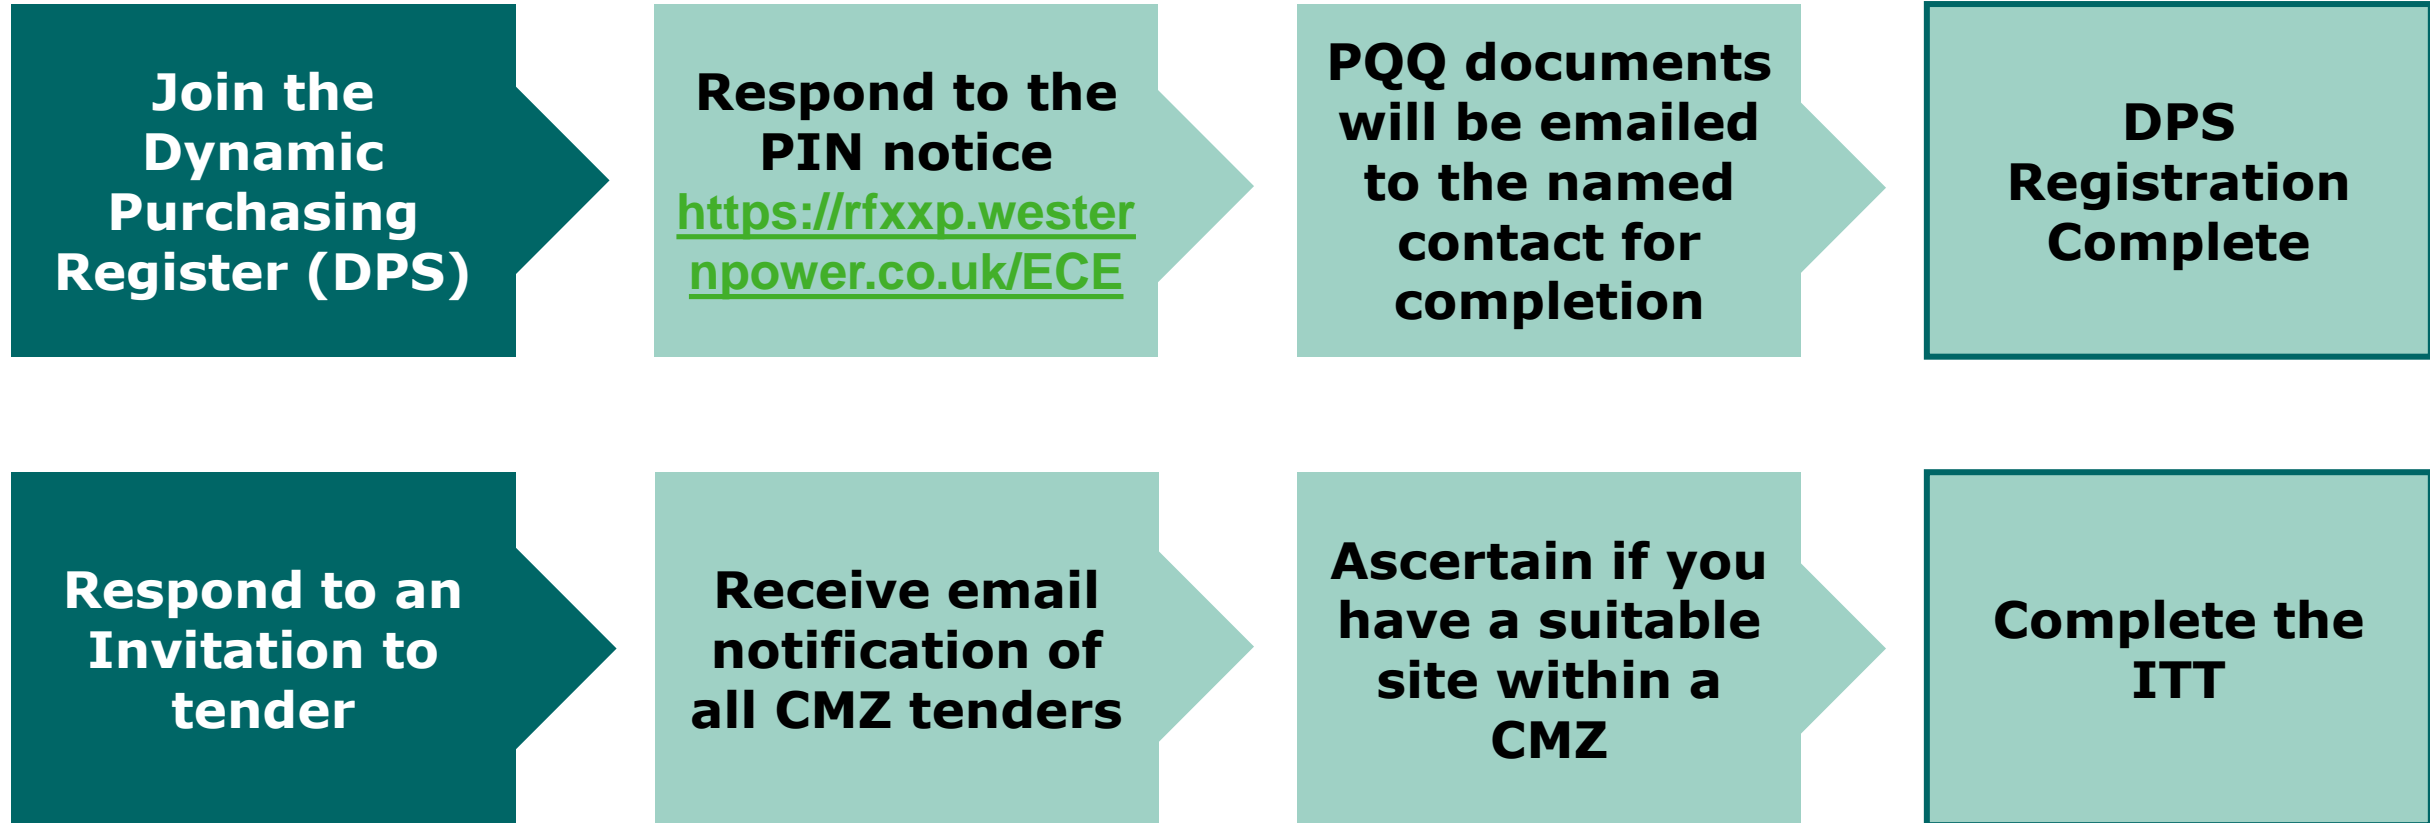 Join the
Dynamic
Purchasing
Register (DPS)
Respond to the
PIN notice
https://rfxxp.wester
npower.co.uk/ECE
PQQ documents
will be emailed
to the named
contact for
completion
DPS
Registration
Complete
Respond to an
Invitation to
tender
Receive email
notification of
all CMZ tenders
Ascertain if you
have a suitable
site within a
CMZ
Complete the
ITT